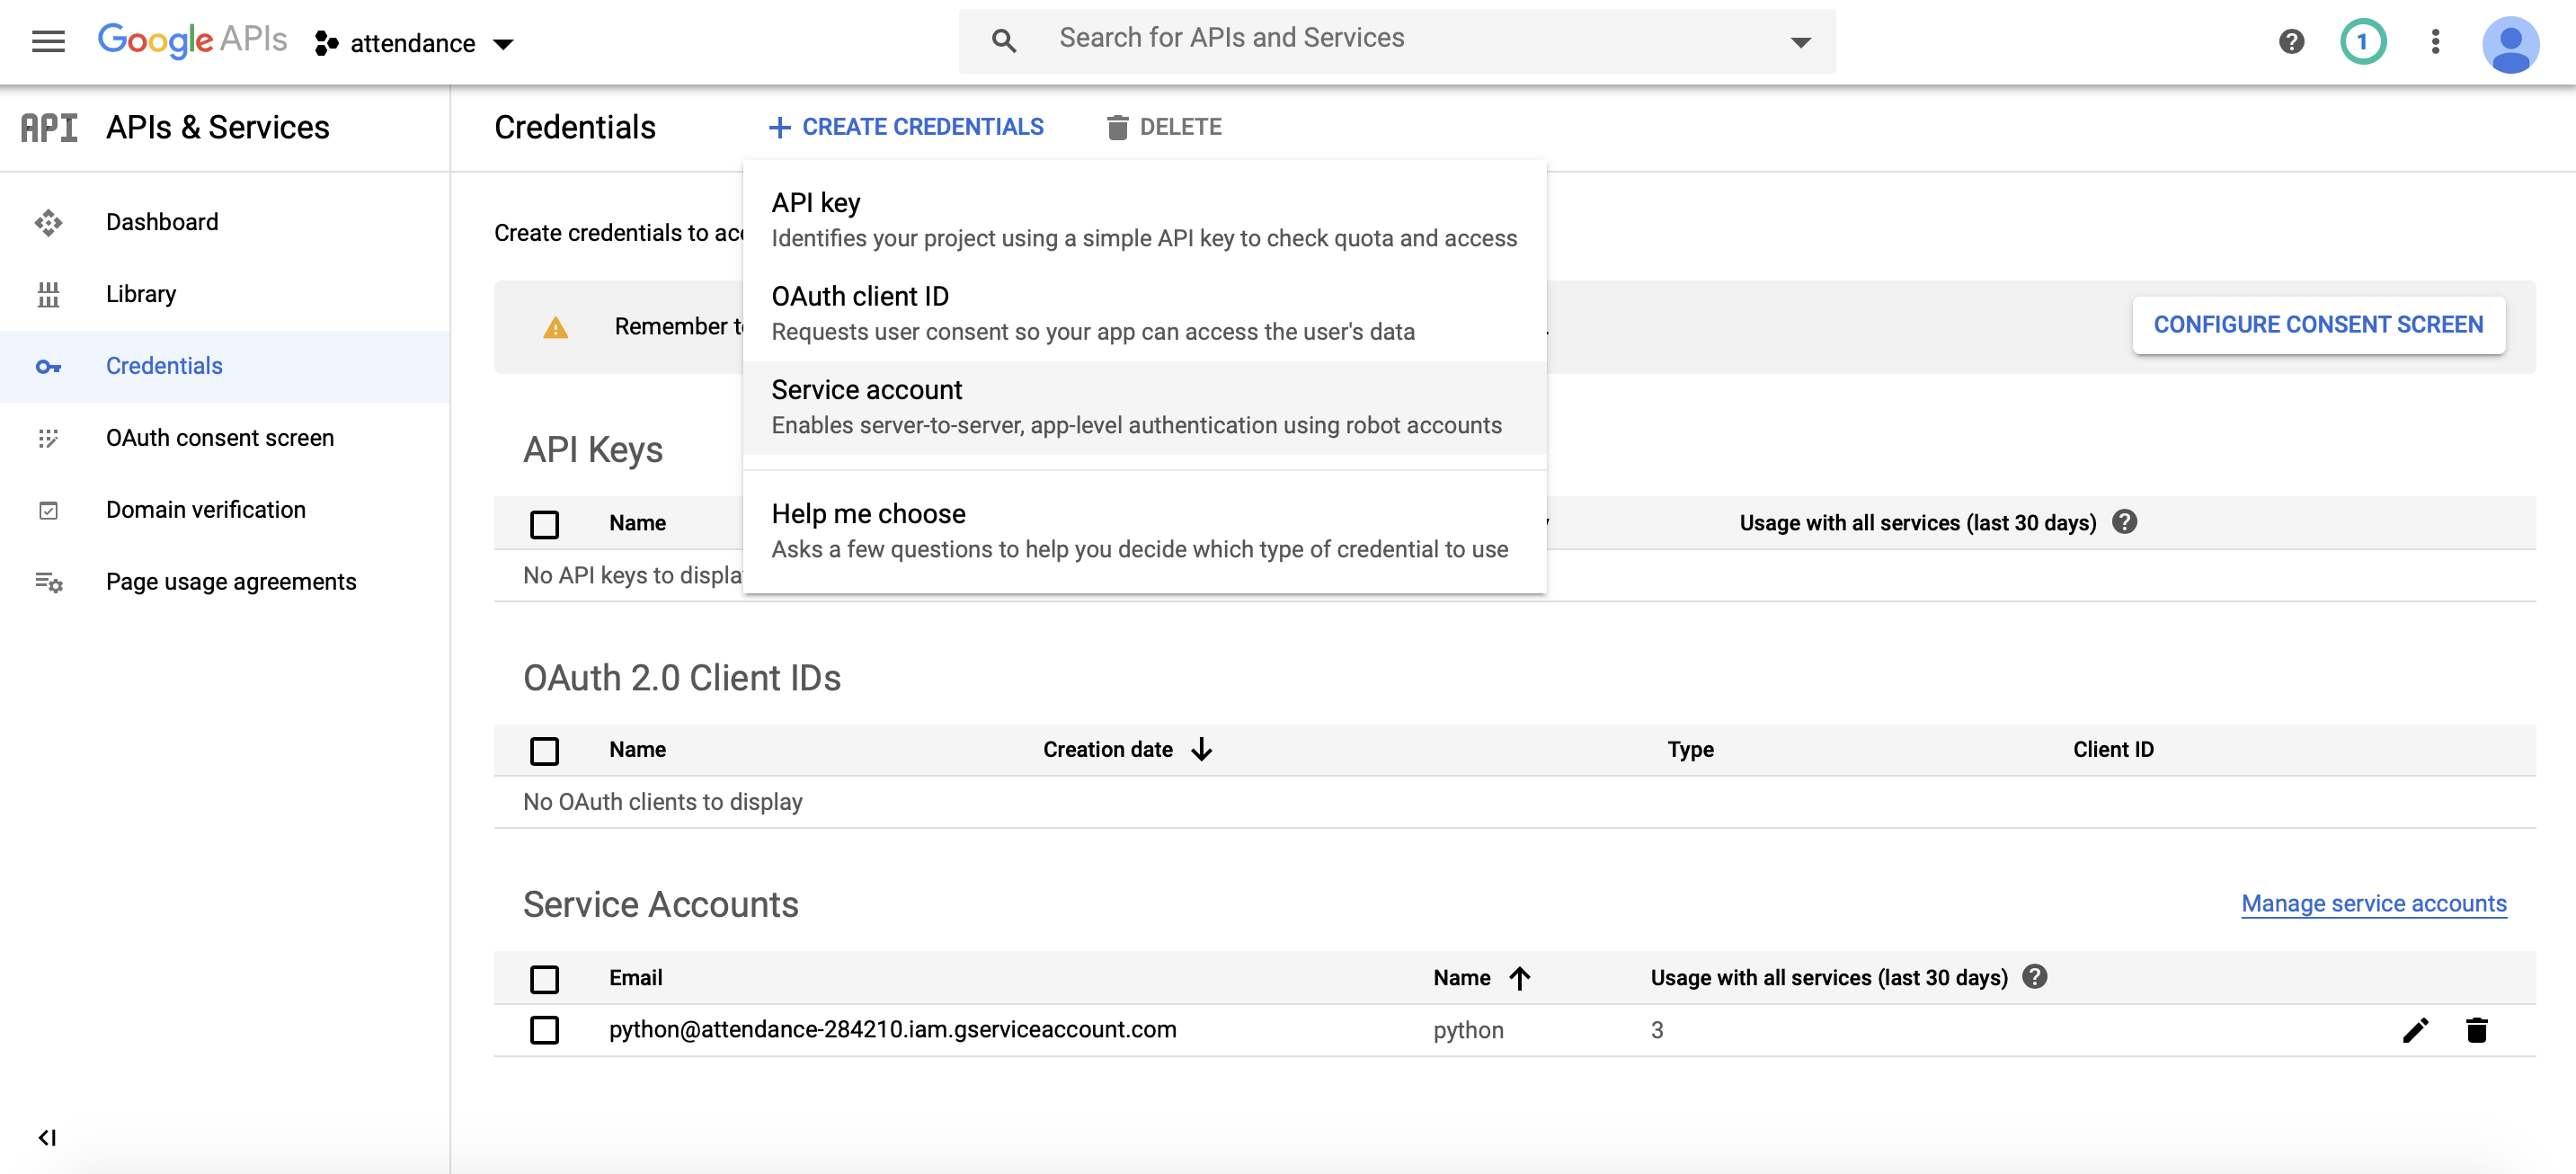 Google APIs
attendance
Search for APIs and Services
1
API
APIs & Services
Credentials
CREATE CREDENTIALS
DELETE
Dashboard
Library
Credentials
OAuth consent screen
Domain verification
Page usage agreements
Create credentials to
API key
Identifies your project using a simple API key to check quota and access
OAuth client ID
Requests user consent so your app can access the user's data
Service account
Enables server-to-server, app-level authentication using robot accounts
Help me choose
Asks a few questions to help you decide which type of credential to use
Remember
CONFIGURE CONSENT SCREEN
API Keys
Name
Usage with all services (last 30 days)
No API keys to
OAuth 2.0 Client IDs
Name
Creation date
Type
Client ID
No OAuth clients to display
Service Accounts
Manage service accounts
Email
Name
Usage with all services (last 30 days)
python@attendance-284210.iam.gserviceaccount.com
python
3